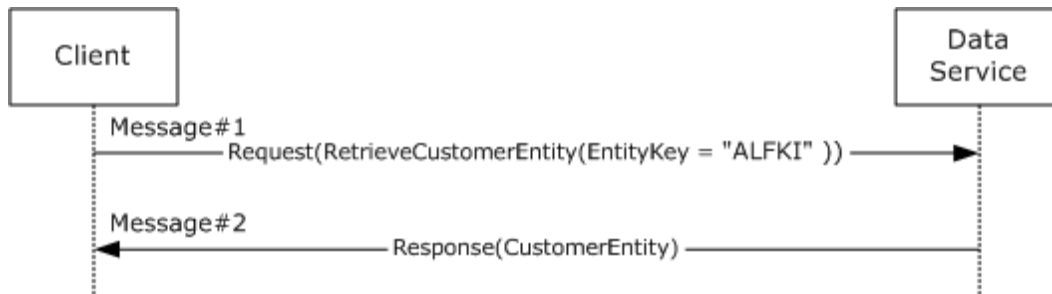 Client
Data
Service
Message#1
Request(RetrieveCustomerEntity(EntityKey = "ALFKI" ))
Message#2
Response(CustomerEntity)